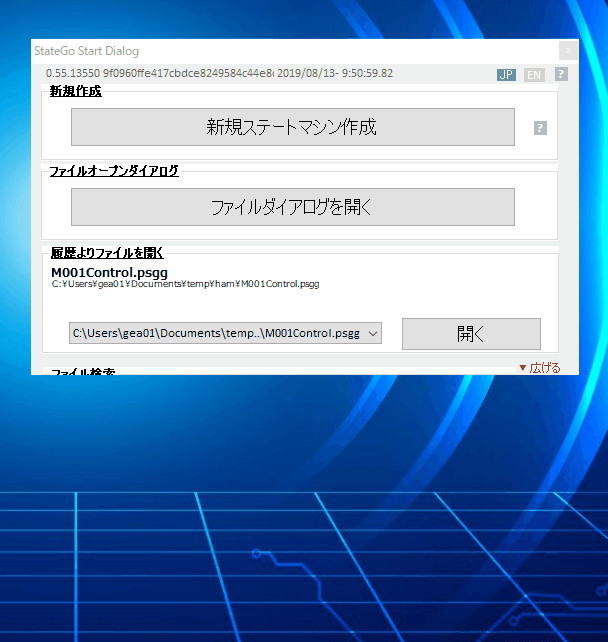 StateGo Start Dialog
x
0.55.13550 9f0960ffe417cbdce8249584c44e8 2019/08/13- 9:50:59.82
JP EN ?
新規作成
新規ステートマシン作成
?
ファイルオープンダイアログ
ファイルダイアログを開く
履歴よりファイルを開く
M001Control.psgg
C:¥Users¥gea01¥Documents¥temp¥ham¥M001Control.psgg
C:\Users\gea01\Documents\temp..\M001Control.psgg
開く
▼広げる
ファイル検索